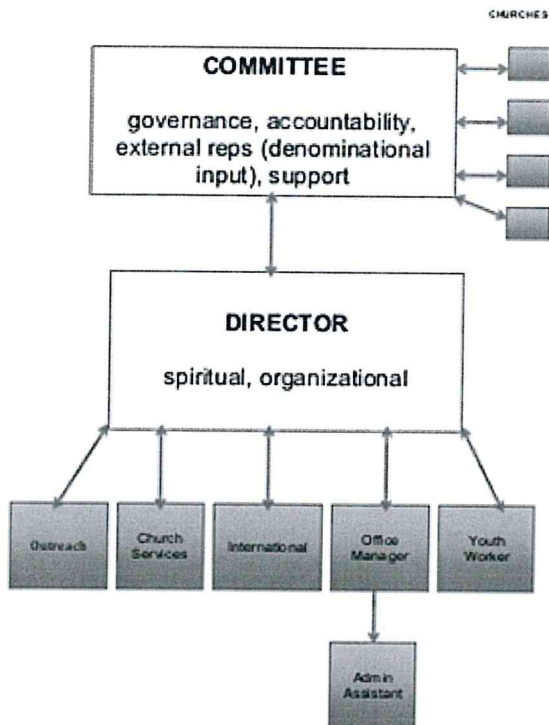 CHURCHES
COMMITTEE
governance, accountability,
external reps (denominational
input), support
DIRECTOR
spiritual, organizational
Outreach
Church
Services
International
Office
Manager
Youth
Worker
Admin
Assistant